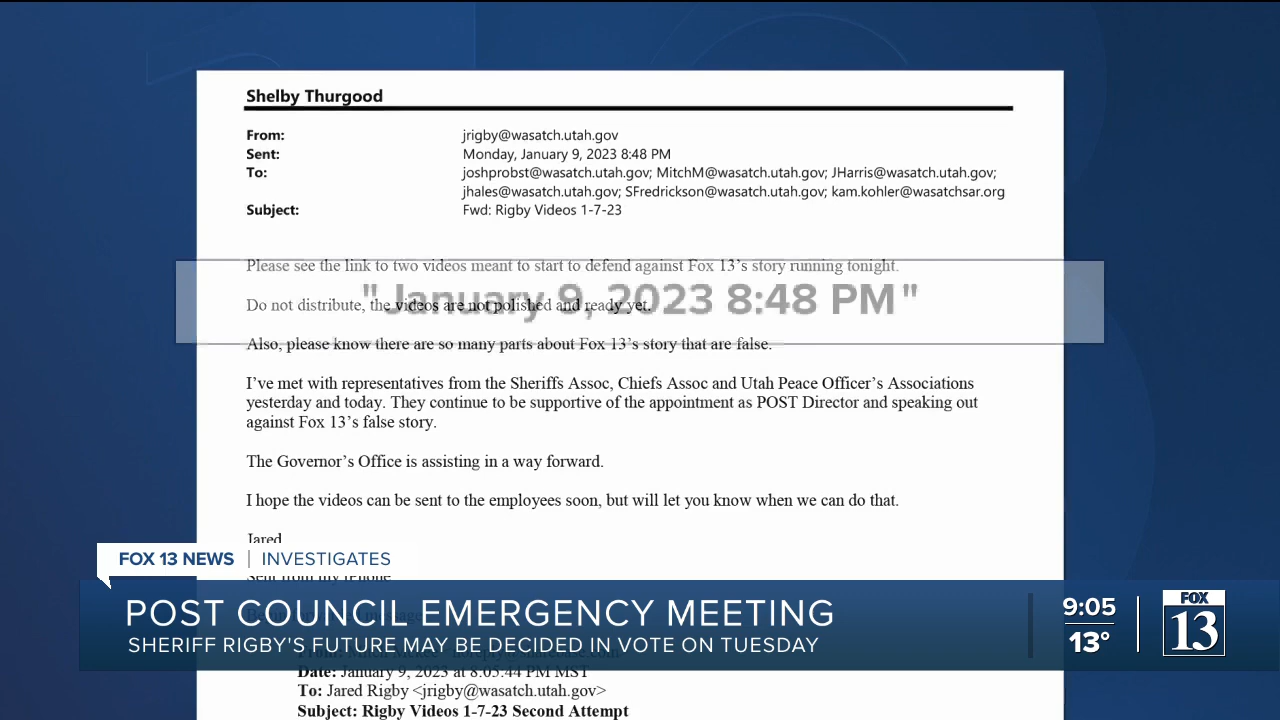 Shelby Thurgood
From: jrigby@wasatch.utah.gov
Sent: Monday, January 9, 2023 8:48 PM
To: joshprobst@wasatch.utah.gov; MitchM@wasatch.utah.gov; JHarris@wasatch.utah.gov;
jhales@wasatch.utah.gov; SFredrickson@wasatch.utah.gov; kam.kohler@wasatchsar.org
Subject: Fwd: Rigby Videos 1-7-23
Please see the link to two videos meant to start to defend against Fox 13's story running tonight.
"January 9, 2023 8:48 PM"
Do not distribute, the videos are not polished and ready yet.
Also, please know there are so many parts about Fox 13's story that are false.
I've met with representatives from the Sheriffs Assoc, Chiefs Assoc and Utah Peace Officer's Associations
yesterday and today. They continue to be supportive of the appointment as POST Director and speaking out
against Fox 13's false story.
The Governor's Office is assisting in a way forward.
I hope the videos can be sent to the employees soon, but will let you know when we can do that.
Jared
FOX 13 NEWS | INVESTIGATES
Sent from my iPhone
POST COUNCIL EMERGENCY MEETING
SHERIFF RIGBY'S FUTURE MAY BE DECIDED IN VOTE ON TUESDAY
9:05
13°
FOX
13
Date: January 9, 2023 at 8:05:44 PM MST
To: Jared Rigby <jrigby@wasatch.utah.gov>
Subject: Rigby Videos 1-7-23 Second Attempt